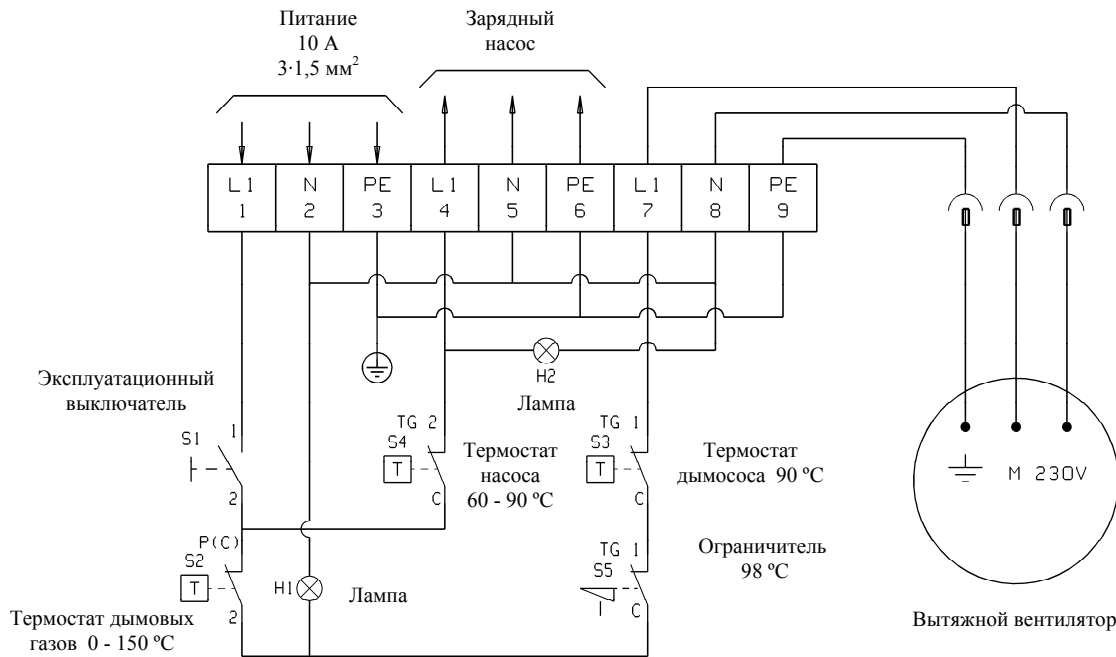 Питание
10 А
3·1,5 мм²
Зарядный
насос
L1 N PE L1 N PE L1 N PE
1 2 3 4 5 6 7 8 9
Эксплуатационный
выключатель
S1
1
2
TG 2
S4
T
C
Термостат
насоса
60 - 90 ºC
H2
Лампа
TG 1
S3
T
C
Термостат
дымососа 90 ºC
M 230V
P(C)
S2
T
2
Термостат дымовых
газов 0 - 150 ºC
H1
Лампа
TG 1
S5
C
Ограничитель
98 ºC
Вытяжной вентилятор